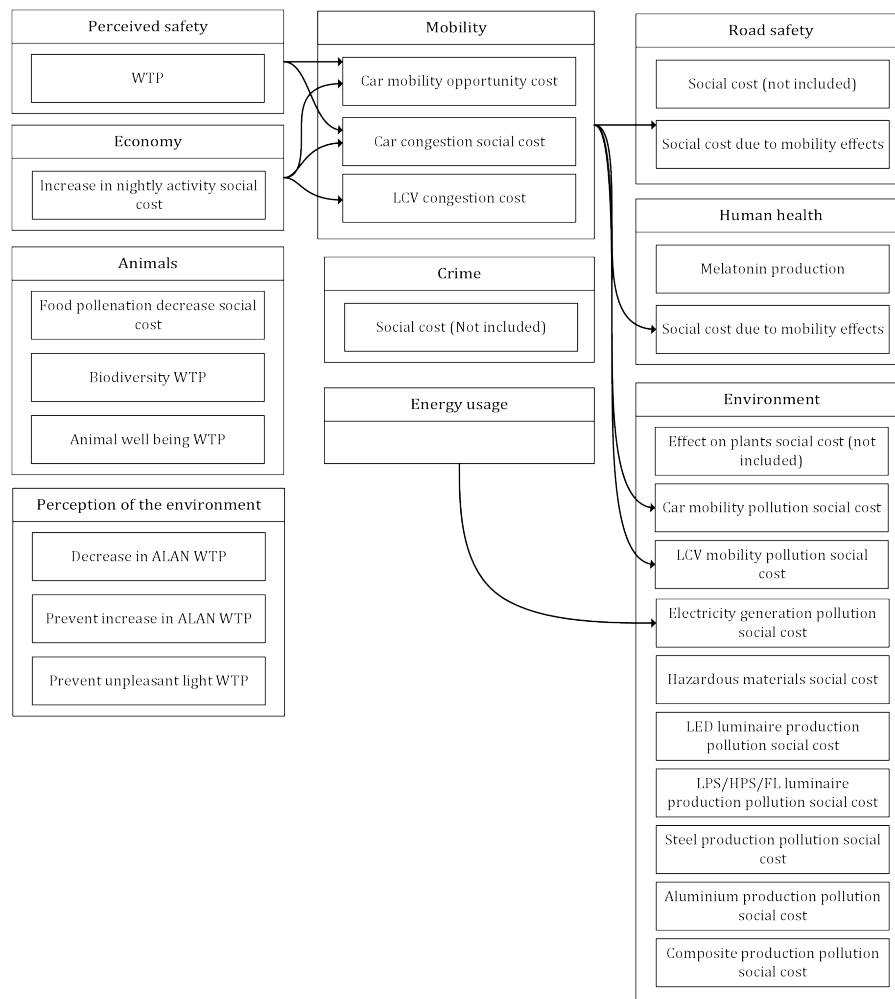 Perceived safety
WTP
Economy
Increase in nightly activity social
cost
Animals
Food pollenation decrease social
cost
Biodiversity WTP
Animal well being WTP
Perception of the environment
Decrease in ALAN WTP
Prevent increase in ALAN WTP
Prevent unpleasant light WTP
Mobility
Car mobility opportunity cost
Car congestion social cost
LCV congestion cost
Crime
Social cost (Not included)
Energy usage
Road safety
Social cost (not included)
Social cost due to mobility effects
Human health
Melatonin production
Social cost due to mobility effects
Environment
Effect on plants social cost (not
included)
Car mobility pollution social cost
LCV mobility pollution social
cost
Electricity generation pollution
social cost
Hazardous materials social cost
LED luminaire production
pollution social cost
LPS/HPS/FL luminaire
production pollution social cost
Steel production pollution social
cost
Aluminium production pollution
social cost
Composite production pollution
social cost